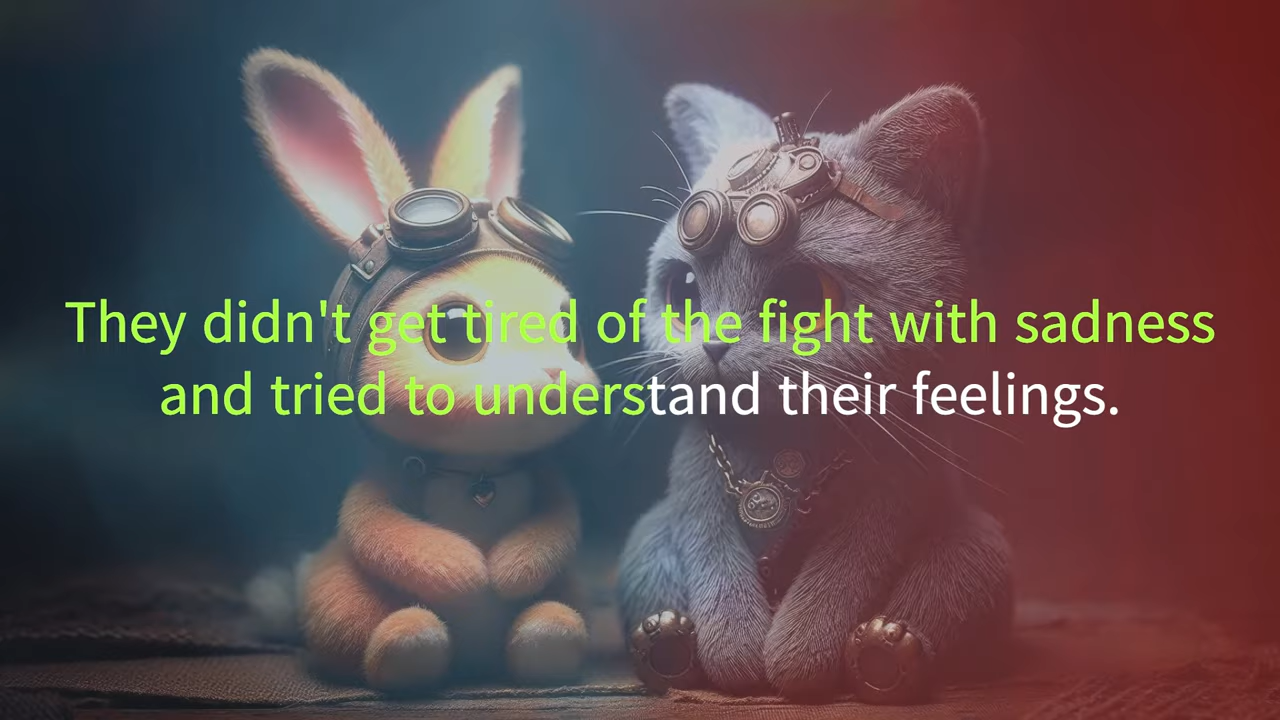 They didn't get tired of the fight with sadness
and tried to understand their feelings.